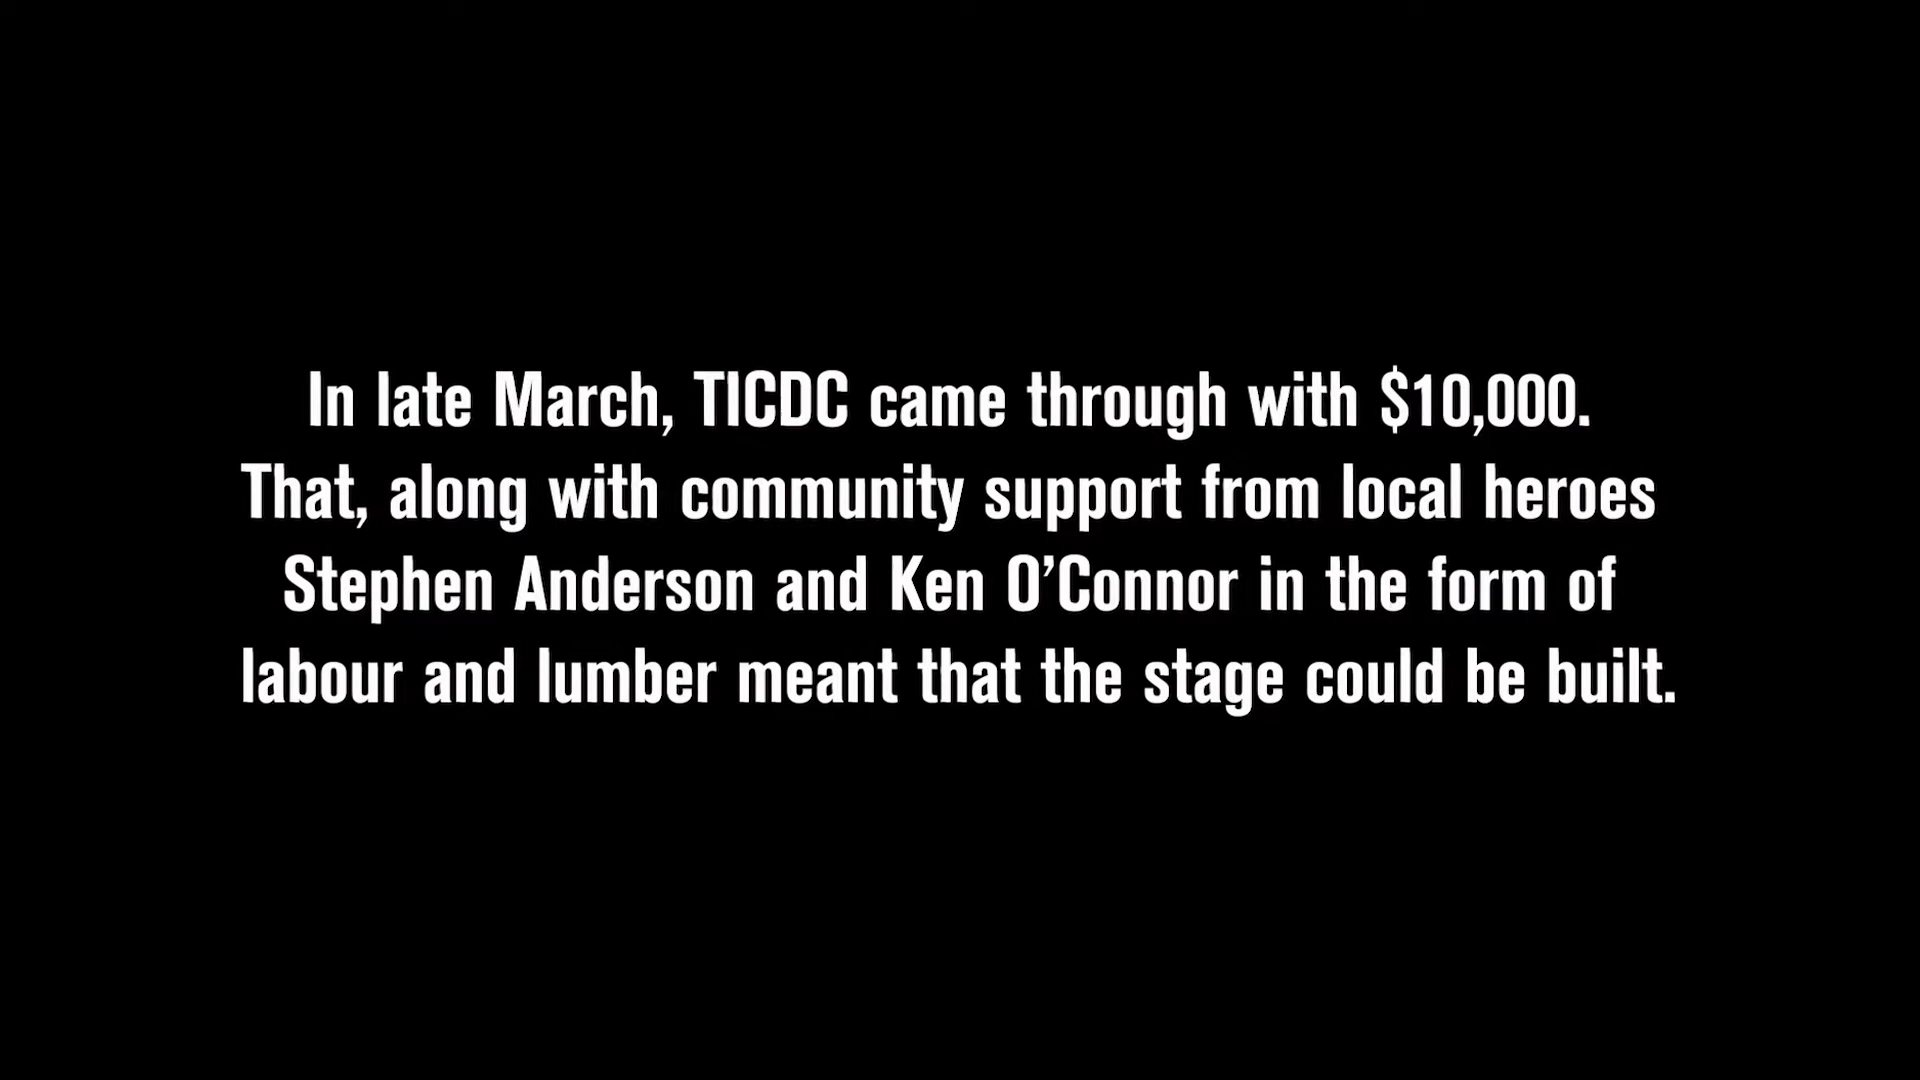 In late March, TICDC came through with $10,000.
That, along with community support from local heroes
Stephen Anderson and Ken O’Connor in the form of
labour and lumber meant that the stage could be built.